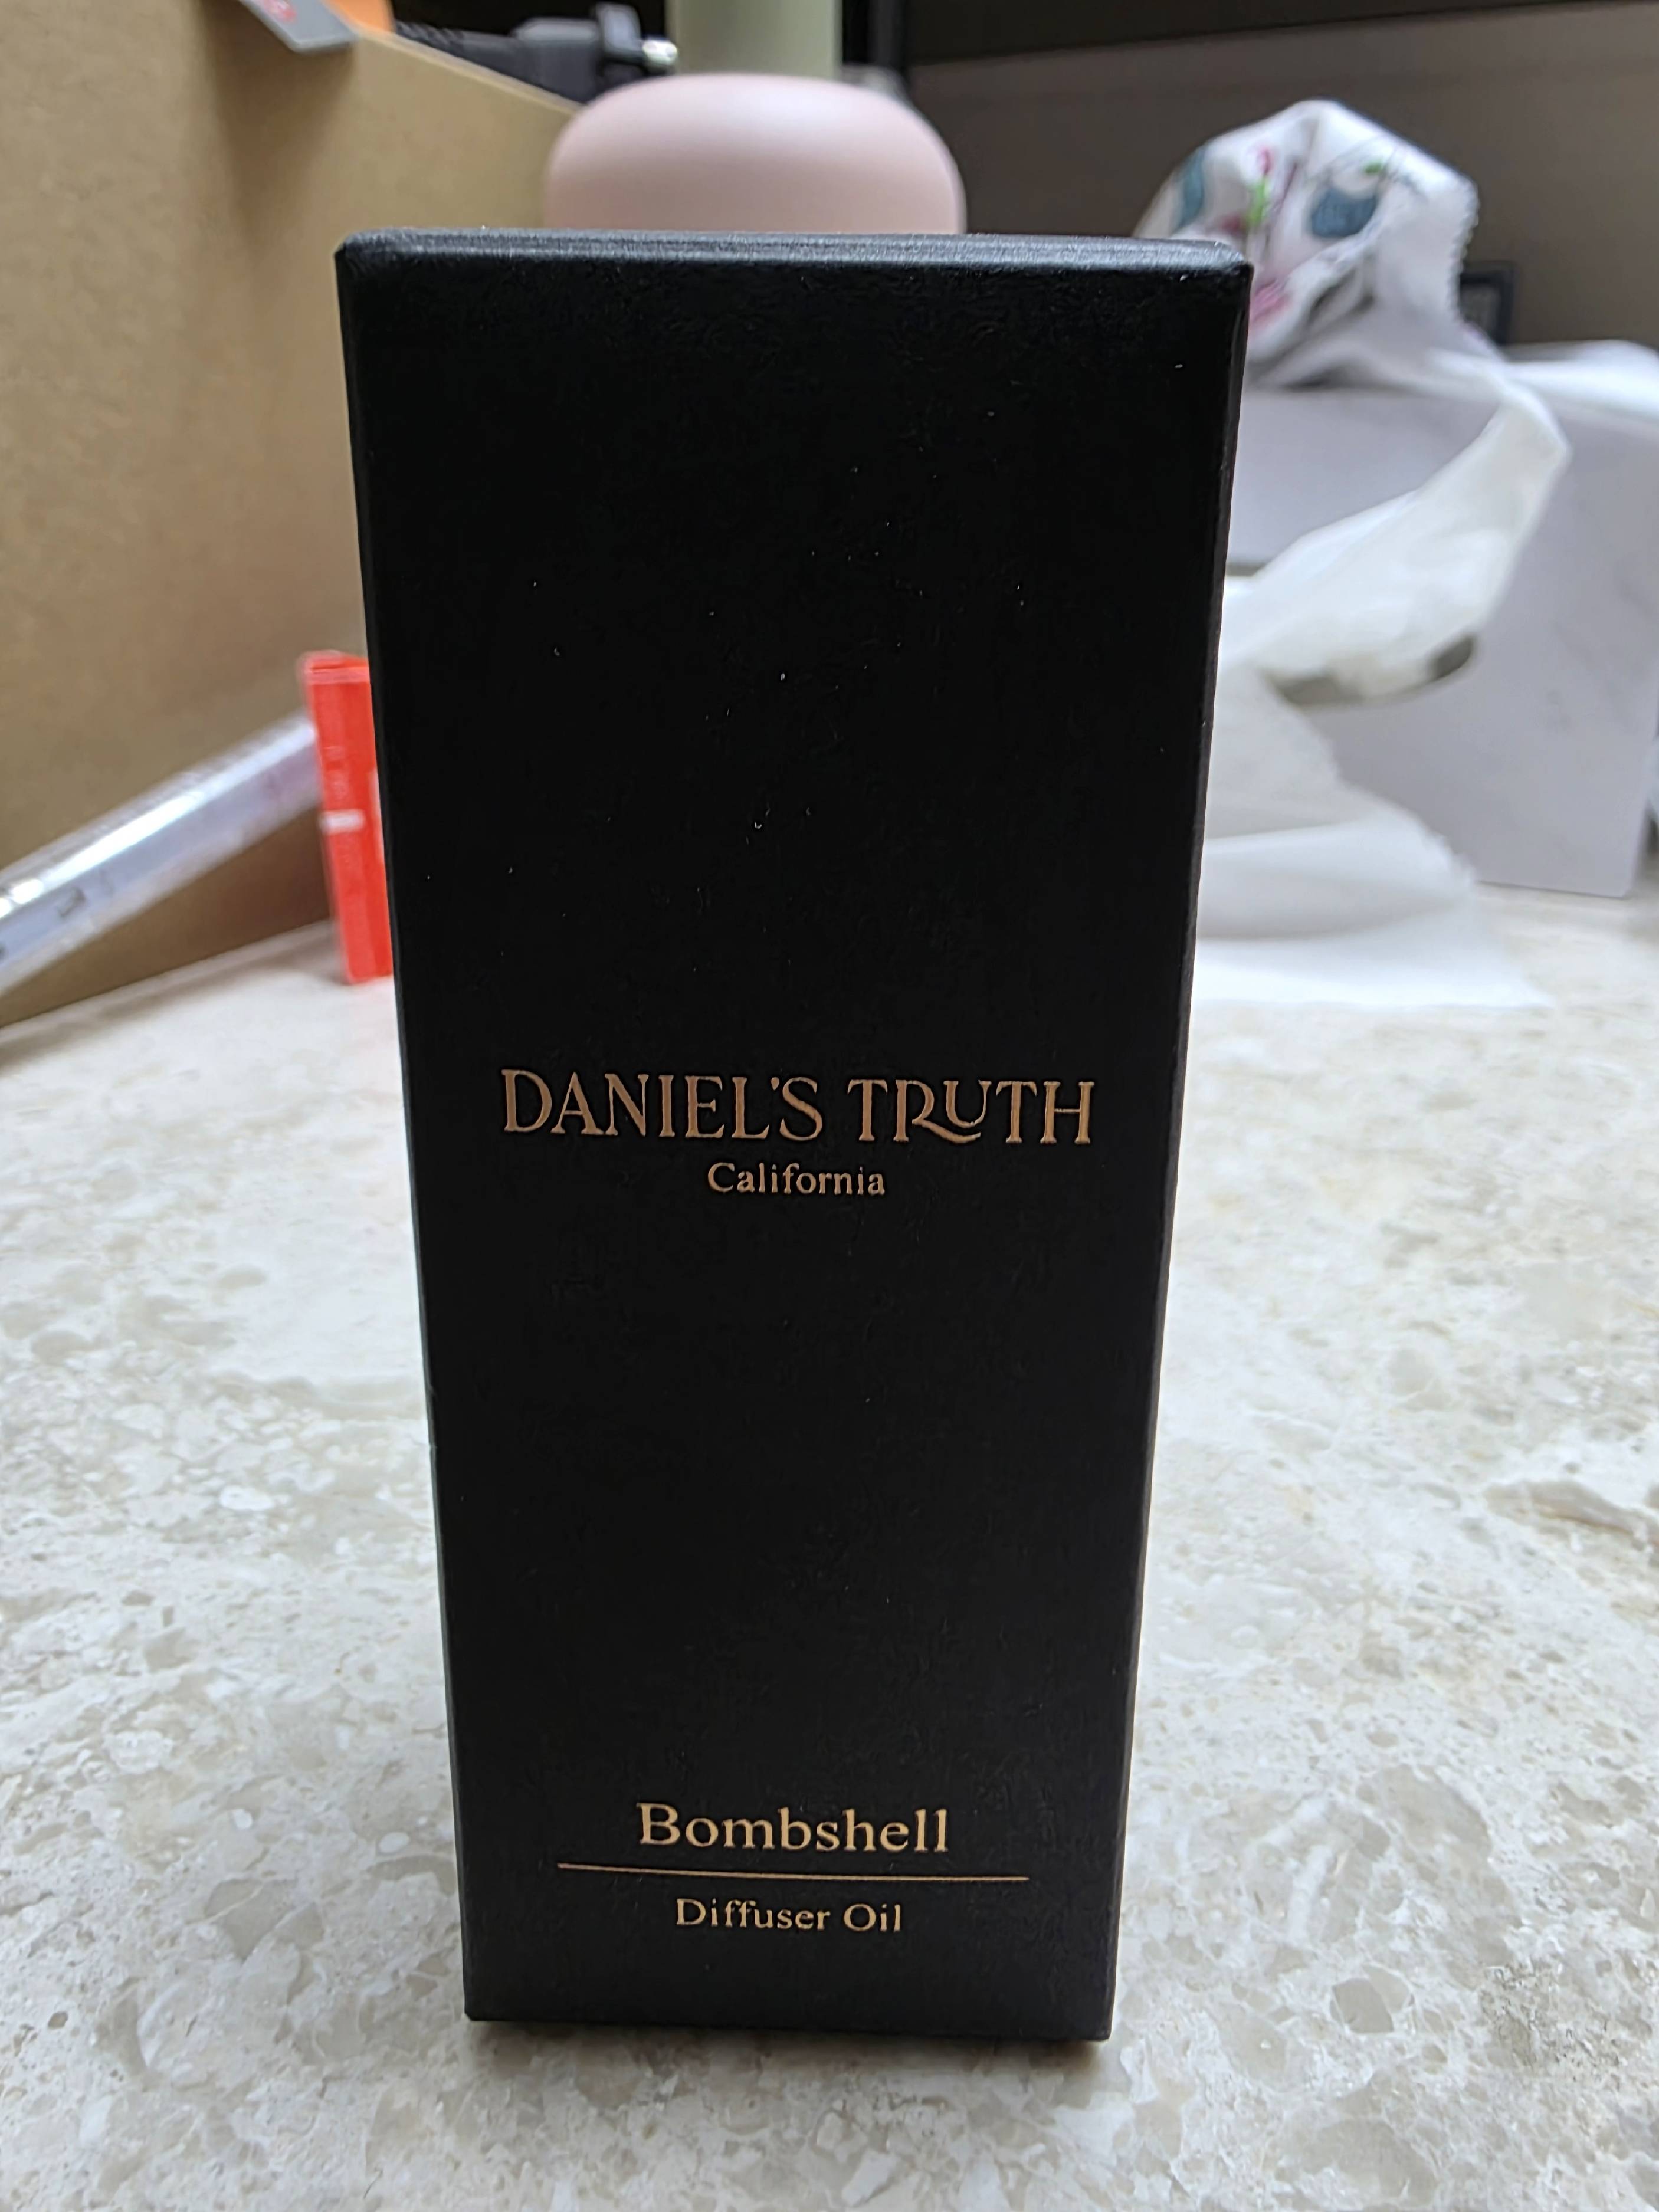 DANIEL'S TRUTH
California
Bombshell
Diffuser Oil